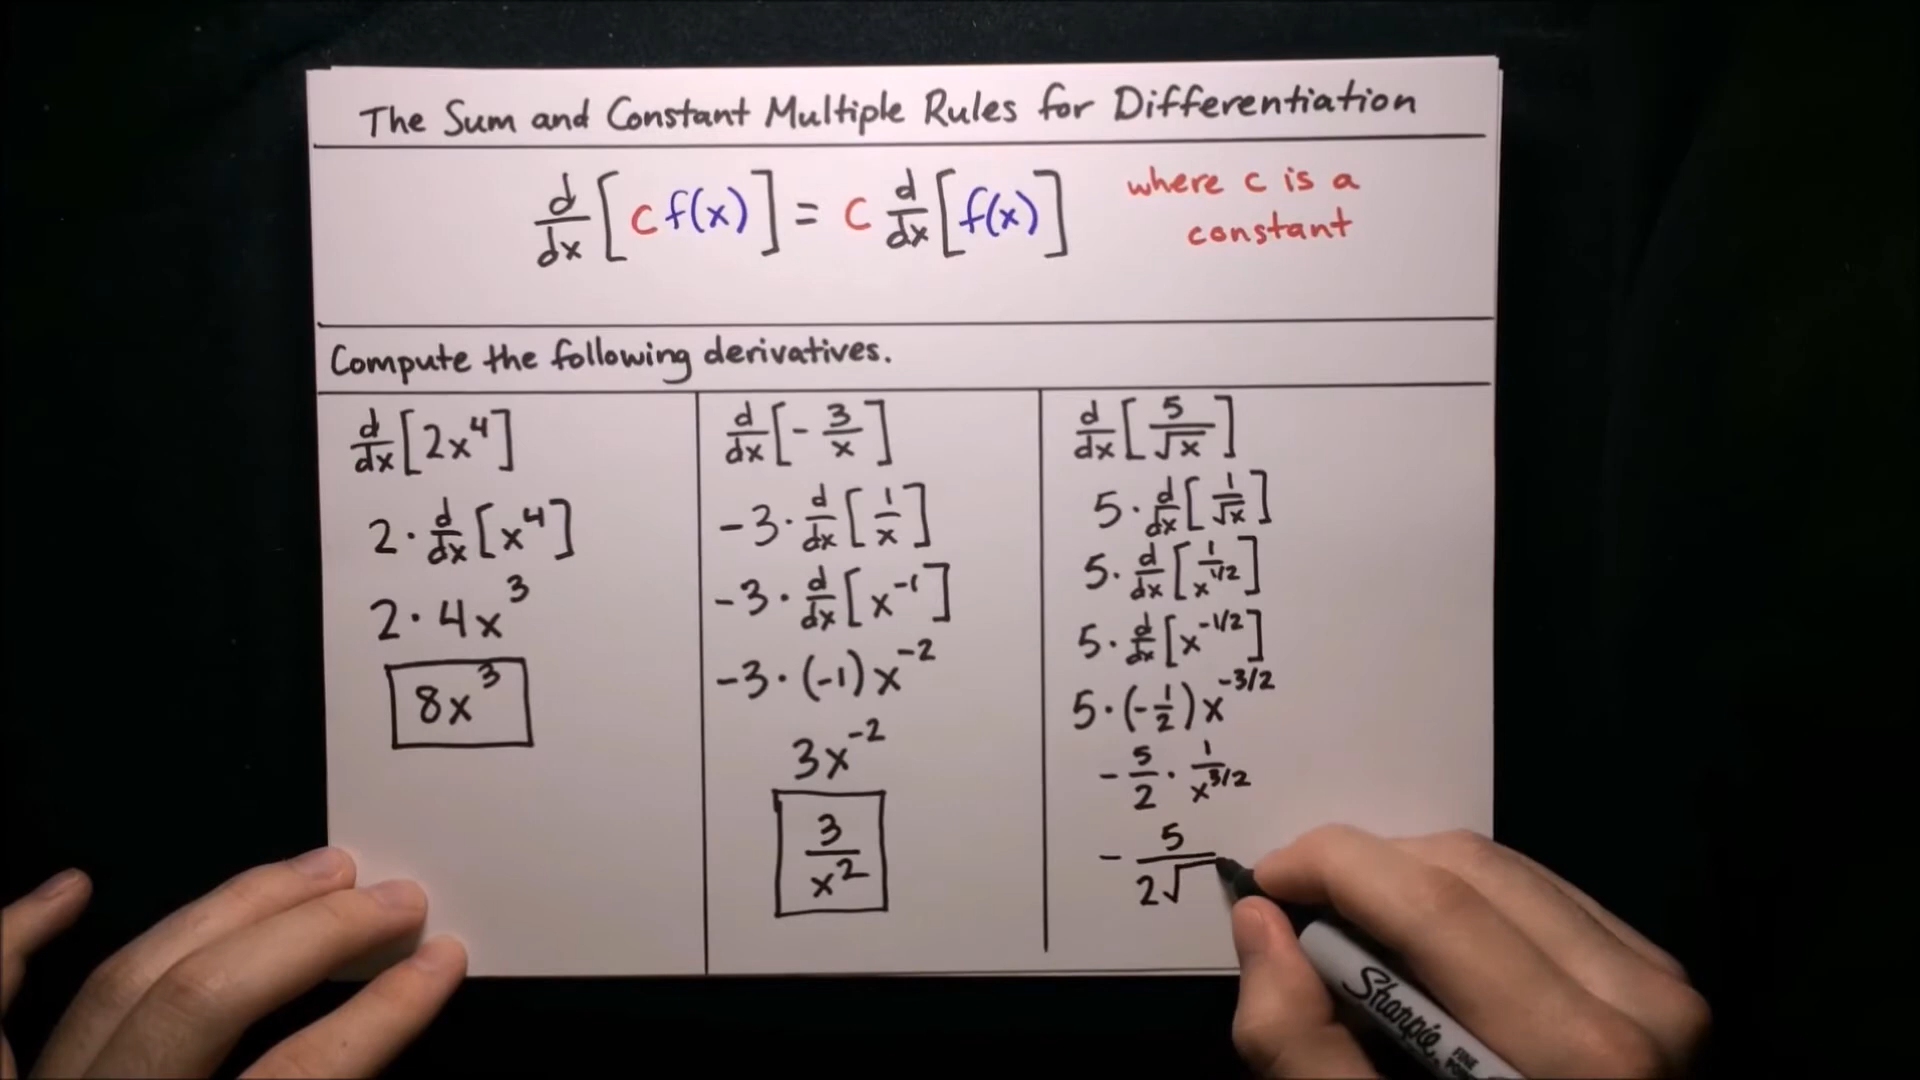 The Sum and Constant Multiple Rules for Differentiation
d/dx [c f(x)] = c d/dx [f(x)]
where c is a
constant
Compute the following derivatives.
d/dx [2x^4]
2 · d/dx [x^4]
2 · 4x^3
8x^3
d/dx [- 3/x]
-3 · d/dx [1/x]
-3 · d/dx [x^-1]
-3 · (-1)x^-2
3x^-2
3/x^2
d/dx [5/√x]
5 · d/dx [1/√x]
5 · d/dx [1/x^1/2]
5 · d/dx [x^-1/2]
5 · (-1/2)x^-3/2
- 5/2 · 1/x^3/2
- 5/2√
Sharpie
FINE